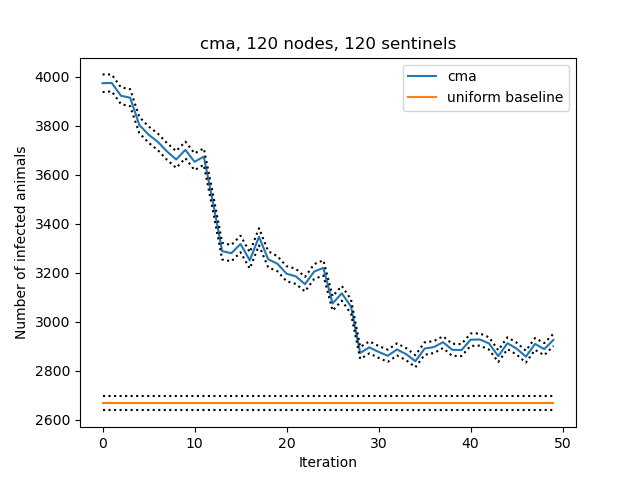 cma, 120 nodes, 120 sentinels
cma
uniform baseline
Number of infected animals
4000
3800
3600
3400
3200
3000
2800
2600
0 10 20 30 40 50
Iteration